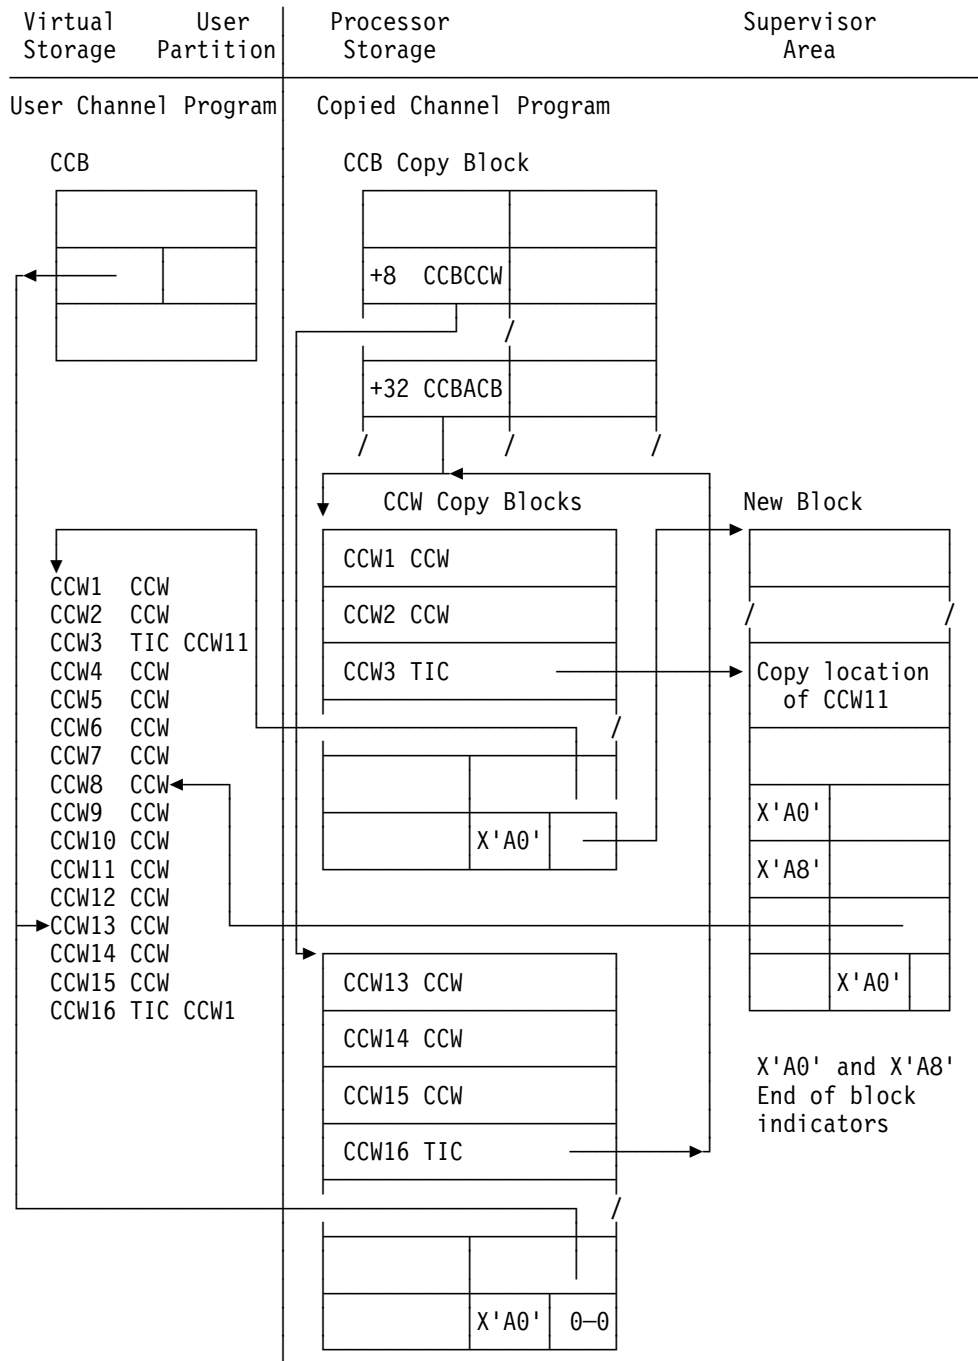 Virtual User Processor Supervisor
Storage Partition Storage Area
User Channel Program Copied Channel Program
CCB CCB Copy Block
+8 CCBCCW
/
+32 CCBACB
/ / /
CCW Copy Blocks New Block
CCW1 CCW
CCW2 CCW
CCW3 TIC
/
X'A0'
CCW1 CCW
CCW2 CCW
CCW3 TIC CCW11
CCW4 CCW
CCW5 CCW
CCW6 CCW
CCW7 CCW
CCW8 CCW
CCW9 CCW
CCW10 CCW
CCW11 CCW
CCW12 CCW
CCW13 CCW
CCW14 CCW
CCW15 CCW
CCW16 TIC CCW1
/ /
Copy location
of CCW11
X'A0'
X'A8'
X'A0'
CCW13 CCW
CCW14 CCW
CCW15 CCW
CCW16 TIC
/
X'A0' 0—0
X'A0' and X'A8'
End of block
indicators